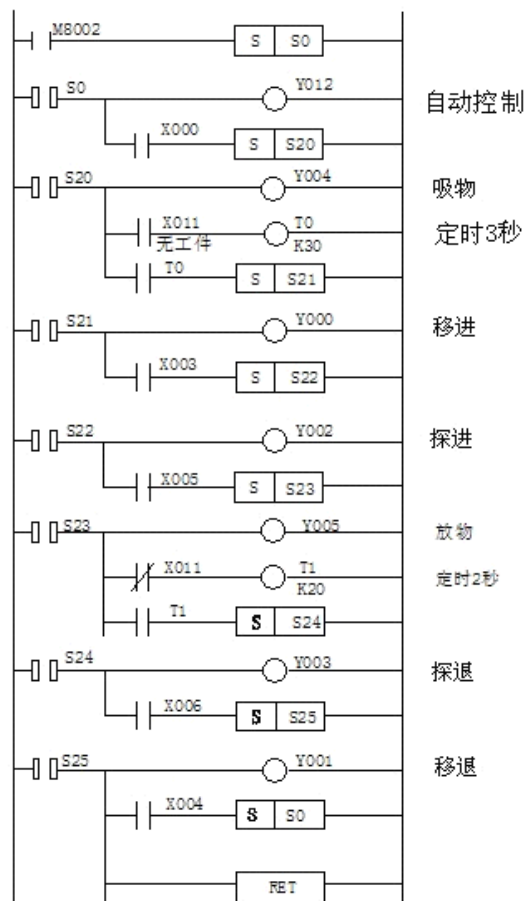 M8002
S S0
S0 Y012 自动控制
X000 S S20
S20 Y004 吸物
X011 T0 定时3秒
无工件 K30
T0 S S21
S21 Y000 移进
X003 S S22
S22 Y002 探进
X005 S S23
S23 Y005 放物
X011 T1 定时2秒
K20
T1 S S24
S24 Y003 探退
X006 S S25
S25 Y001 移退
X004 S S0
RET